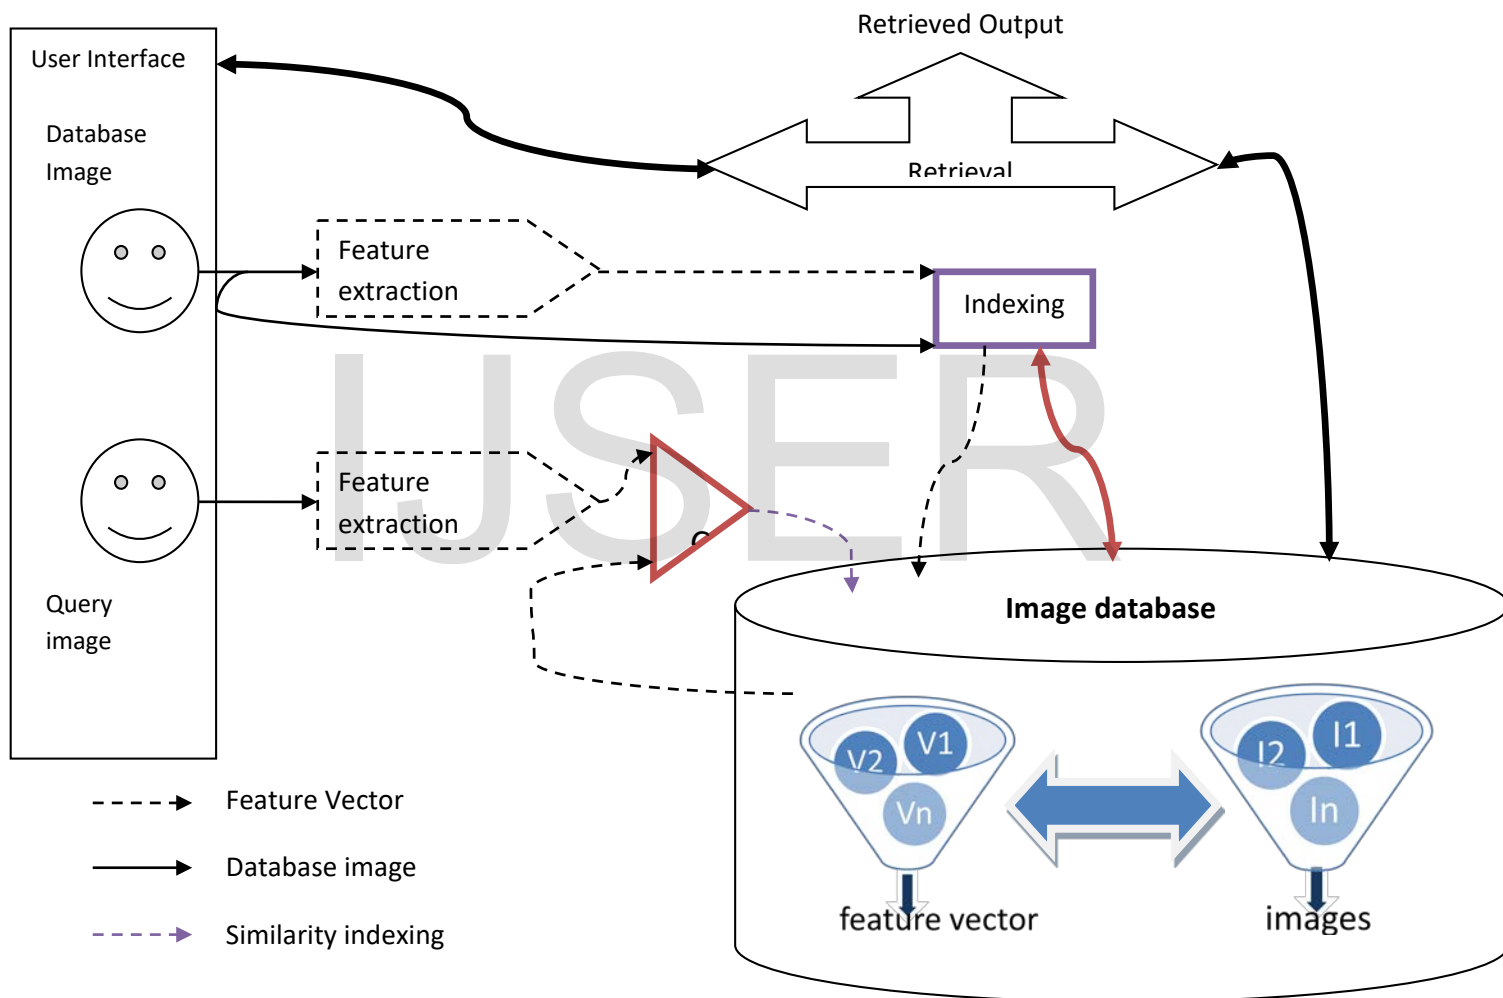 Retrieved Output
User Interface
Database
Image
Retrieval
Feature
extraction
Indexing
IJSER
Feature
extraction
Query
image
Image database
V1
V2
Vn
I1
I2
In
feature vector
images
Feature Vector
Database image
Similarity indexing